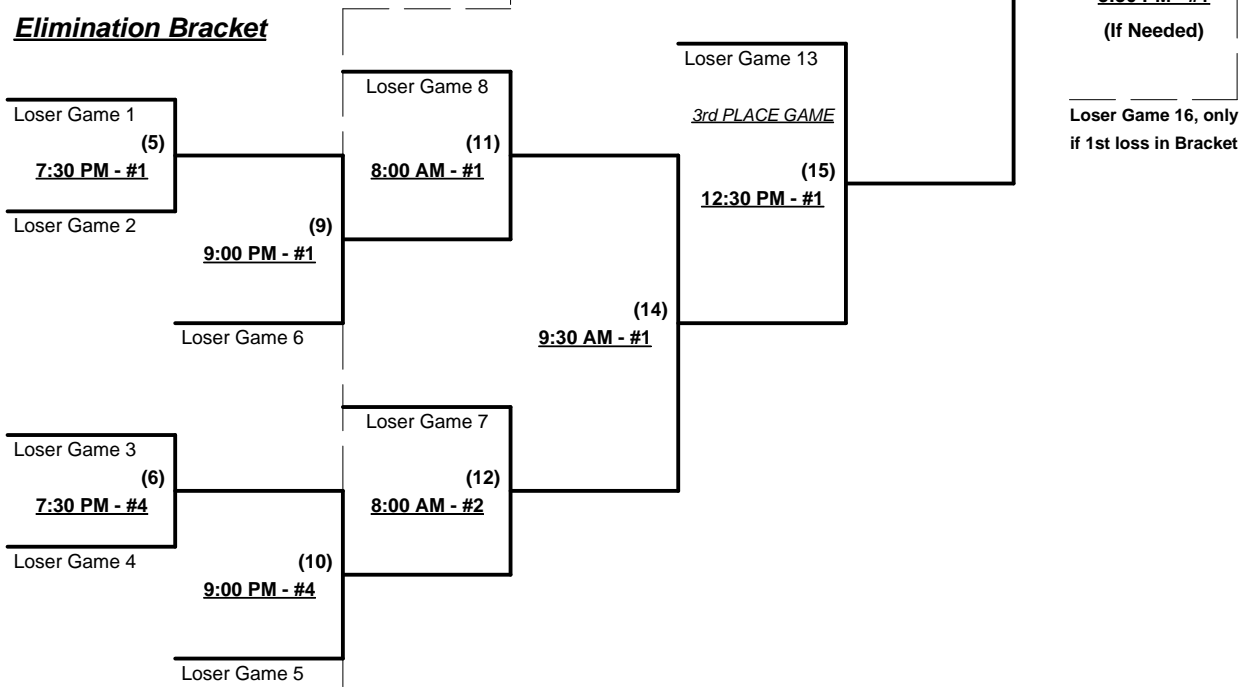 Elimination Bracket
(If Needed)
Loser Game 13
Loser Game 8
Loser Game 1
3rd PLACE GAME
Loser Game 16, only
if 1st loss in Bracket
(5)
7:30 PM - #1
(11)
8:00 AM - #1
(15)
12:30 PM - #1
Loser Game 2
(9)
9:00 PM - #1
Loser Game 6
(14)
9:30 AM - #1
Loser Game 7
Loser Game 3
(6)
7:30 PM - #4
(12)
8:00 AM - #2
Loser Game 4
(10)
9:00 PM - #4
Loser Game 5